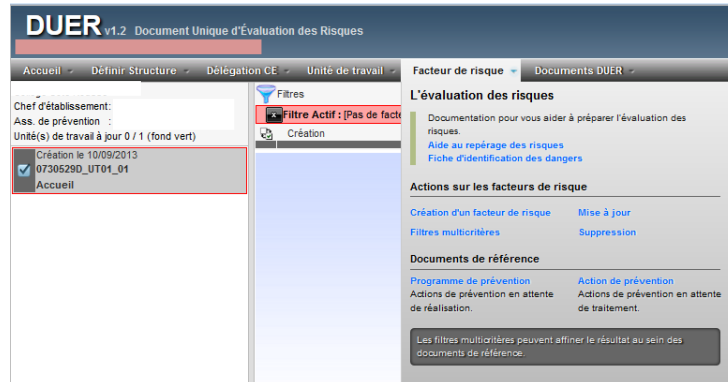 DUER v1.2 Document Unique d'Évaluation des Risques
Accueil Définir Structure Délégation CE Unité de travail Facteur de risque Documents DUER
Chef d'établissement:
Ass. de prévention :
Unité(s) de travail à jour 0 / 1 (fond vert)
Création le 10/09/2013
0730529D_UT01_01
Accueil
Filtres
Filtre Actif : [Pas de facte
Création
L'évaluation des risques
Documentation pour vous aider à préparer l'évaluation des
risques.
Aide au repérage des risques
Fiche d'identification des dangers
Actions sur les facteurs de risque
Création d'un facteur de risque Mise à jour
Filtres multicritères Suppression
Documents de référence
Programme de prévention Action de prévention
Actions de prévention en attente Actions de prévention en attente
de réalisation. de traitement.
Les filtres multicritères peuvent affiner le résultat au sein des
documents de référence.